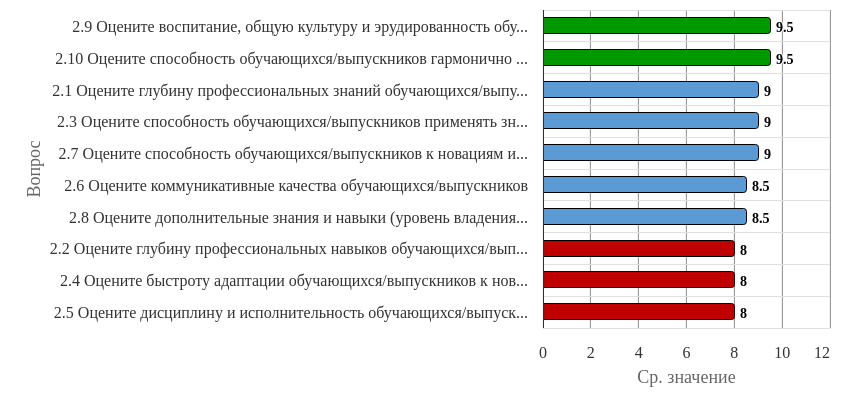 2.9 Оцените воспитание, общую культуру и эрудированность обу... 9.5
2.10 Оцените способность обучающихся/выпускников гармонично ... 9.5
2.1 Оцените глубину профессиональных знаний обучающихся/выпу... 9
2.3 Оцените способность обучающихся/выпускников применять зн... 9
2.7 Оцените способность обучающихся/выпускников к новациям и... 9
2.6 Оцените коммуникативные качества обучающихся/выпускников 8.5
2.8 Оцените дополнительные знания и навыки (уровень владения... 8.5
2.2 Оцените глубину профессиональных навыков обучающихся/вып... 8
2.4 Оцените быстроту адаптации обучающихся/выпускников к нов... 8
2.5 Оцените дисциплину и исполнительность обучающихся/выпуск... 8
Вопрос
0 2 4 6 8 10 12
Ср. значение